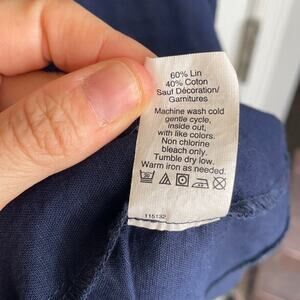 60% Lin
40% Coton
Sauf Décoration/
Garnitures
Machine wash cold
gentle cycle,
inside out,
with like colors.
Non chlorine
bleach only.
Tumble dry low.
Warm iron as needed.
115132